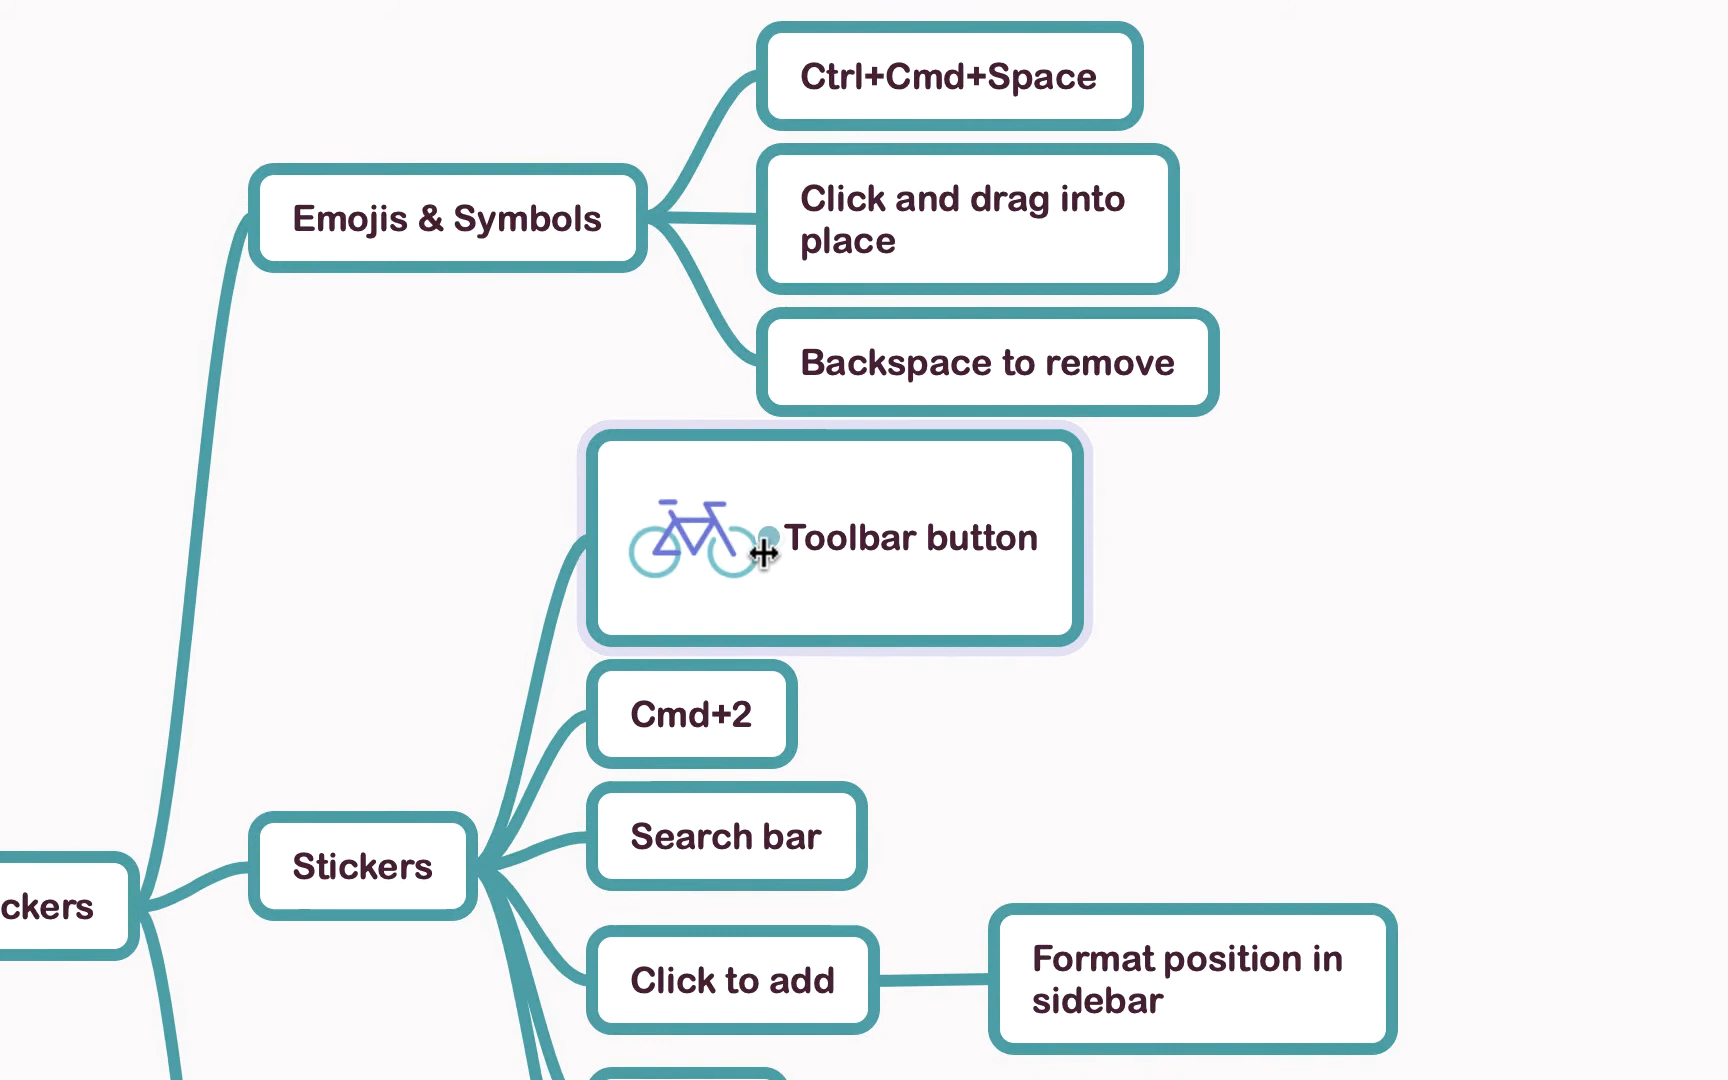 Ctrl+Cmd+Space
Click and drag into
place
Emojis & Symbols
Backspace to remove
Toolbar button
Cmd+2
Search bar
Stickers
ckers
Click to add
Format position in
sidebar